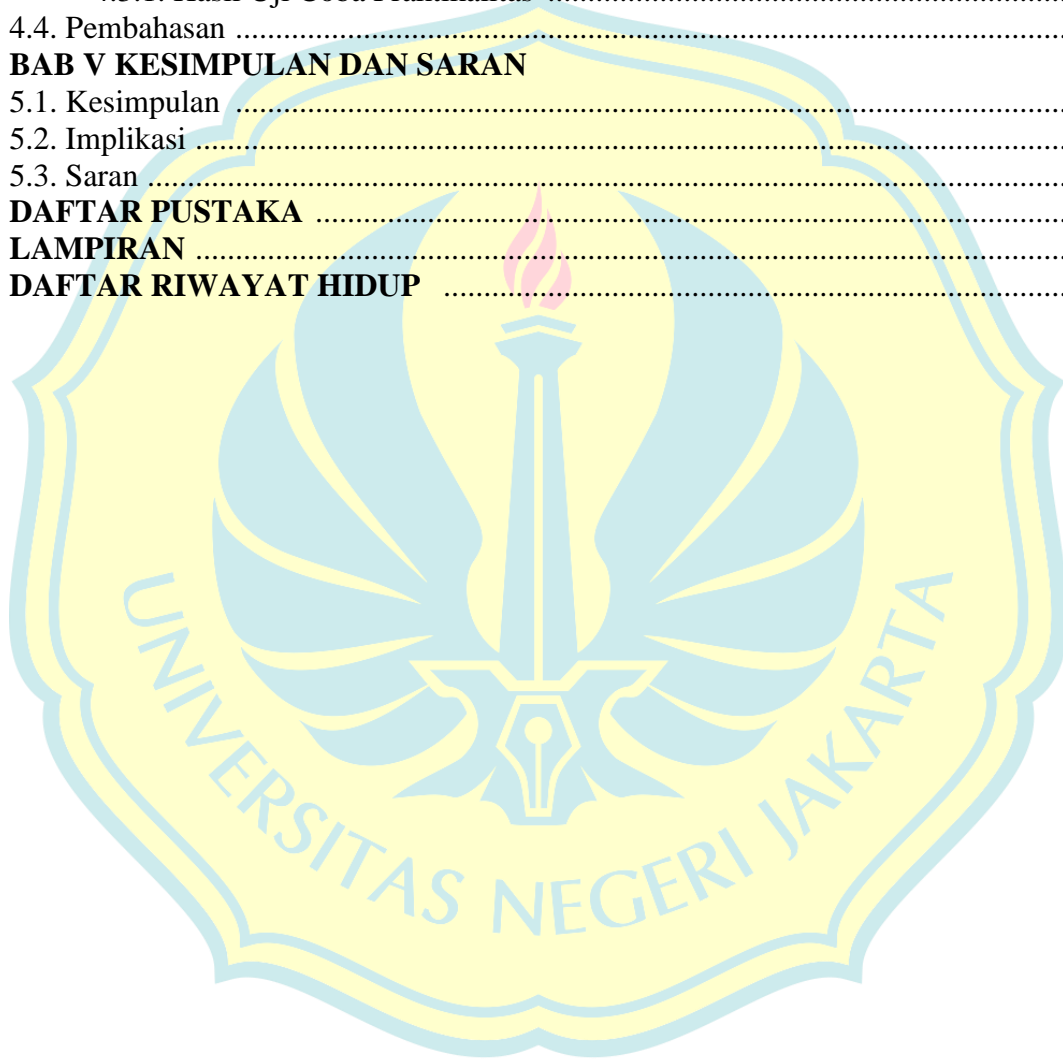 4.4. Pembahasan ........................................................................................................
BAB V KESIMPULAN DAN SARAN
5.1. Kesimpulan ........................................................................................................
5.2. Implikasi ........................................................................................................
5.3. Saran ........................................................................................................
DAFTAR PUSTAKA ........................................................................................................
LAMPIRAN ........................................................................................................
DAFTAR RIWAYAT HIDUP ........................................................................................................
UNIVERSITAS NEGERI JAKARTA